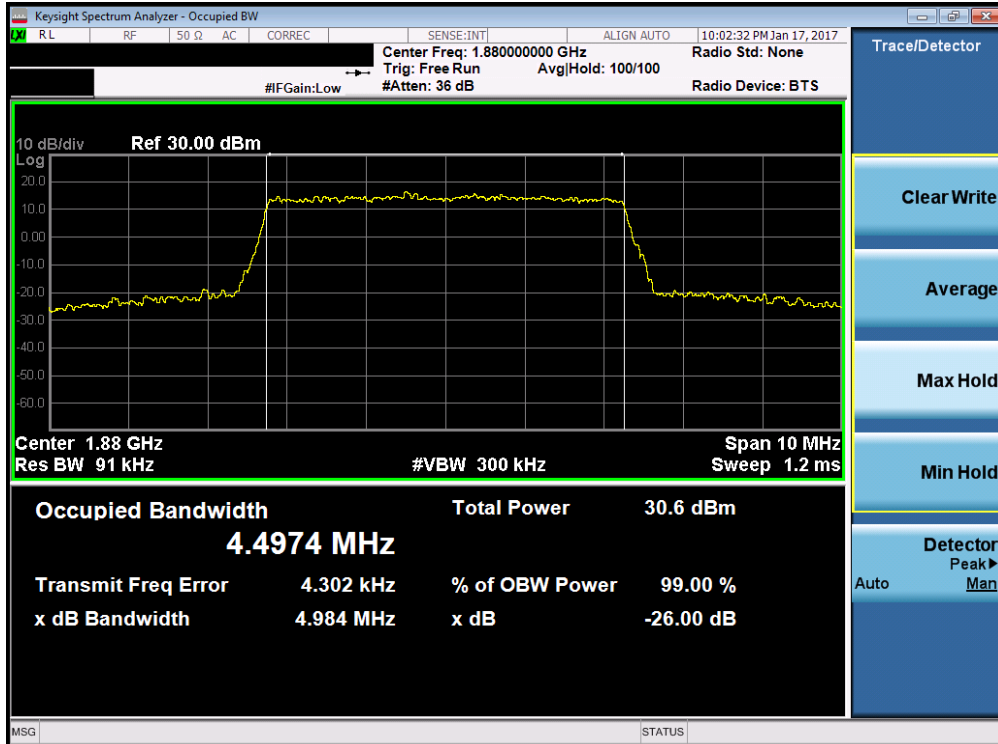 Keysight Spectrum Analyzer - Occupied BW
LXI RL RF 50 Ω AC CORREC SENSE:INT ALIGN AUTO 10:02:32 PM Jan 17, 2017
Center Freq: 1.880000000 GHz Radio Std: None
Trig: Free Run Avg|Hold: 100/100
#IFGain:Low #Atten: 36 dB Radio Device: BTS
10 dB/div Ref 30.00 dBm
Log
20.0
10.0
0.00
-10.0
-20.0
-30.0
-40.0
-50.0
-60.0
Center 1.88 GHz Span 10 MHz
Res BW 91 kHz #VBW 300 kHz Sweep 1.2 ms
Occupied Bandwidth Total Power 30.6 dBm
4.4974 MHz
Transmit Freq Error 4.302 kHz % of OBW Power 99.00 %
x dB Bandwidth 4.984 MHz x dB -26.00 dB
MSG STATUS
Trace/Detector
Clear Write
Average
Max Hold
Min Hold
Detector
Peak▶
Auto Man